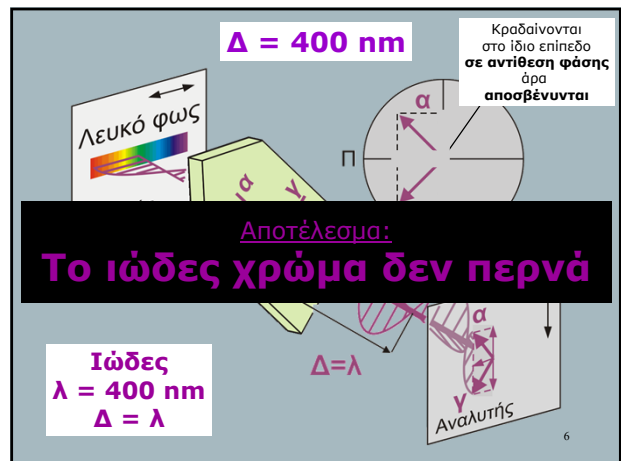 Δ = 400 nm
Κραδαίνονται
στο ίδιο επίπεδο
σε αντίθεση φάσης
άρα
αποσβένυνται
Λευκό φως
α
Π
α
γ
Αποτέλεσμα:
Το ιώδες χρώμα δεν περνά
α
Δ=λ
γ
Αναλυτής
Ιώδες
λ = 400 nm
Δ = λ
6